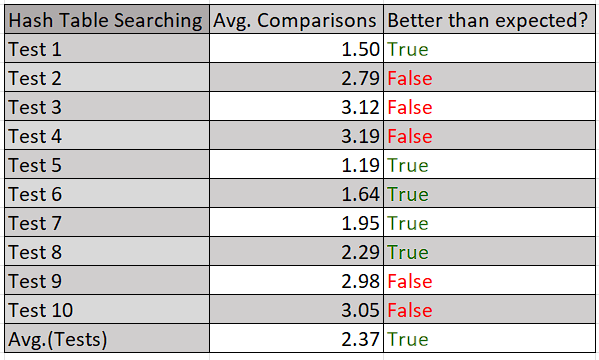 Hash Table Searching Avg. Comparisons Better than expected?
Test 1 1.50 True
Test 2 2.79 False
Test 3 3.12 False
Test 4 3.19 False
Test 5 1.19 True
Test 6 1.64 True
Test 7 1.95 True
Test 8 2.29 True
Test 9 2.98 False
Test 10 3.05 False
Avg.(Tests) 2.37 True